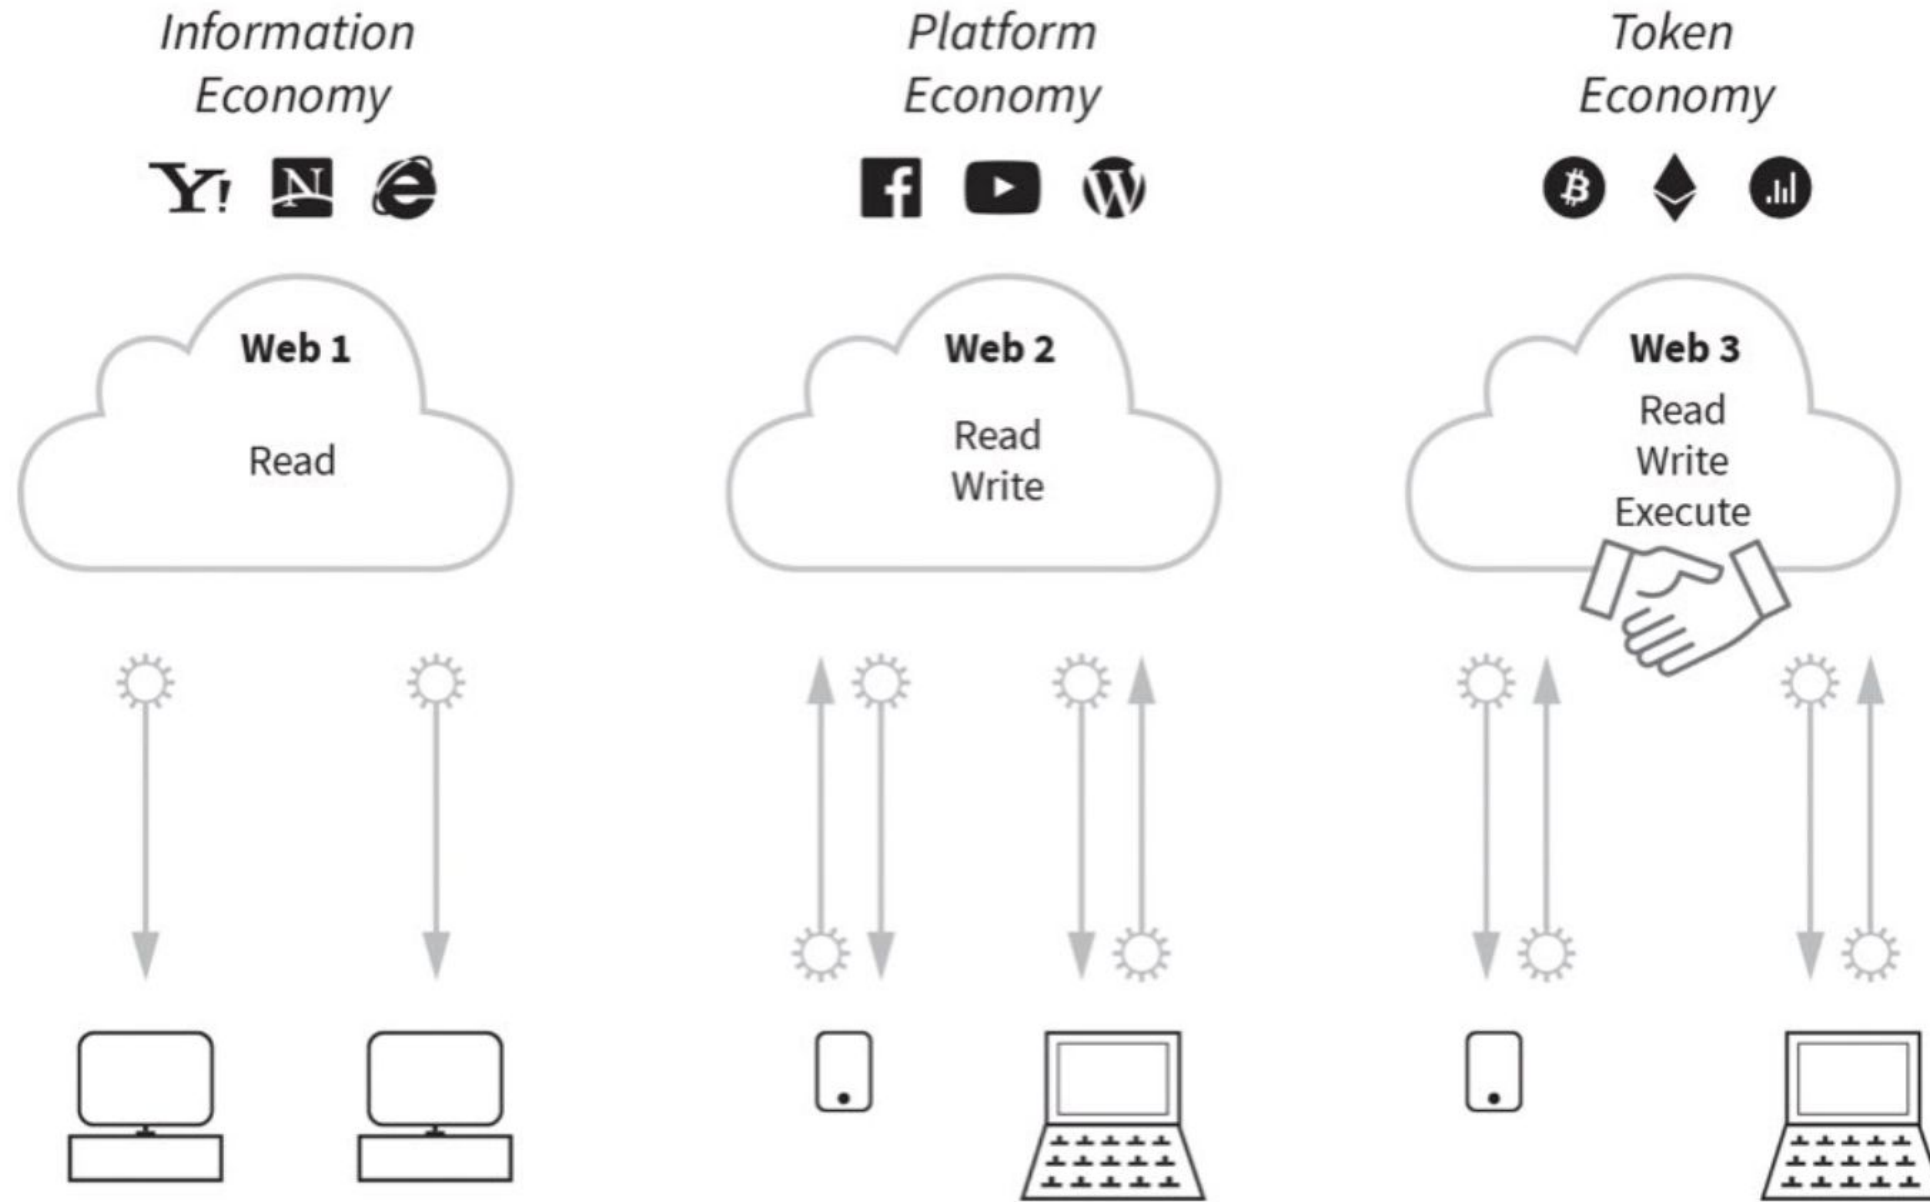 Information
Economy
Platform
Economy
Token
Economy
Y!
N
e
f
W
Web 1
Read
Web 2
Read
Write
Web 3
Read
Write
Execute